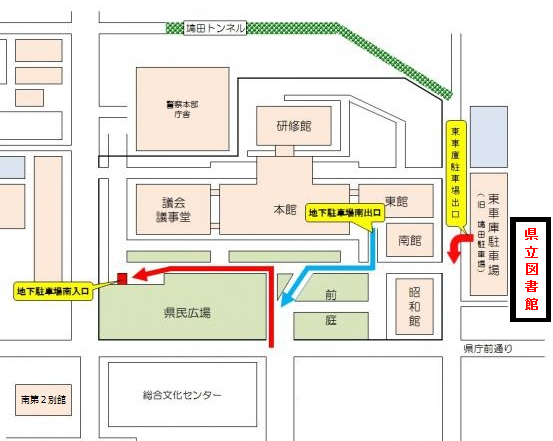 塙田トンネル
警察本部
庁舎
研修館
東車庫駐車場出口
議会
議事堂
本館
地下駐車場南出口
東館
南館
東車庫駐車場
(旧 塙田駐車場)
県立図書館
地下駐車場南入口
県民広場
前庭
昭和館
県庁前通り
南第2別館
総合文化センター